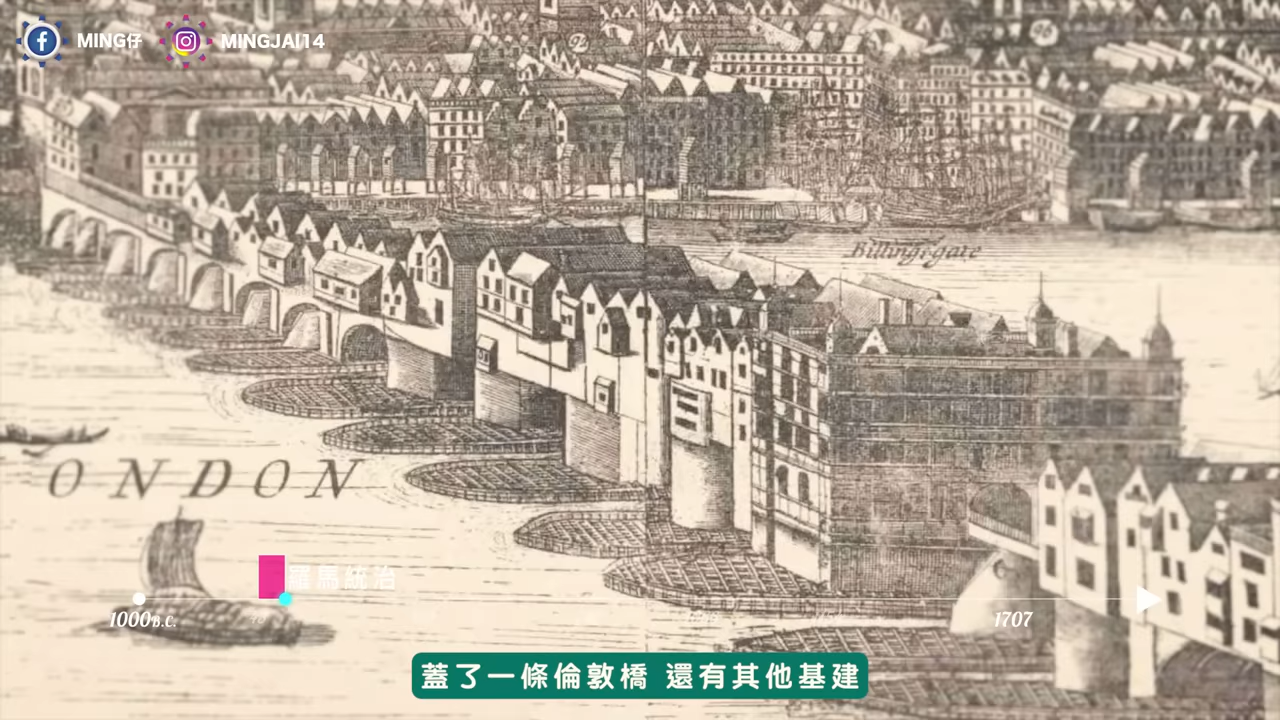 MING仔
MINGJAI14
Billingsgate
ONDON
羅馬統治
1000B.C.
1707
蓋了一條倫敦橋 還有其他基建